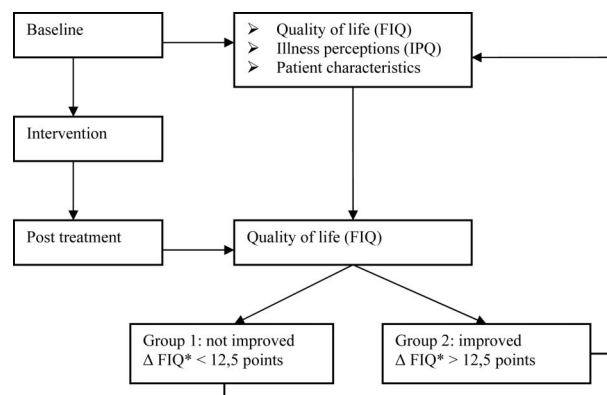 Baseline
➢ Quality of life (FIQ)
➢ Illness perceptions (IPQ)
➢ Patient characteristics
Intervention
Post treatment
Quality of life (FIQ)
Group 1: not improved
Δ FIQ* < 12,5 points
Group 2: improved
Δ FIQ* > 12,5 points